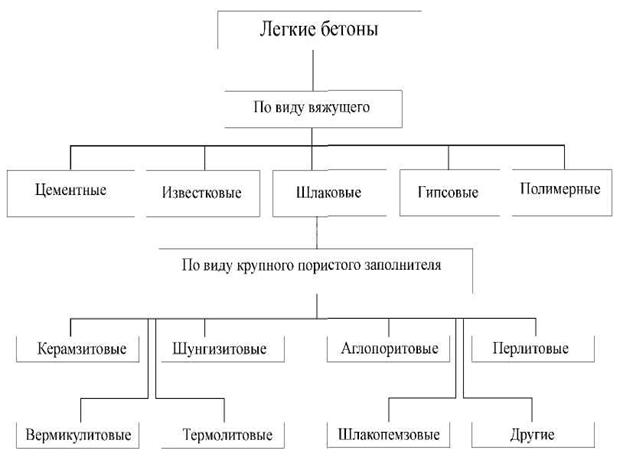 Легкие бетоны
По виду вяжущего
Цементные
Известковые
Шлаковые
Гипсовые
Полимерные
По виду крупного пористого заполнителя
Керамзитовые
Шунгизитовые
Аглопоритовые
Перлитовые
Вермикулитовые
Термолитовые
Шлакопемзовые
Другие